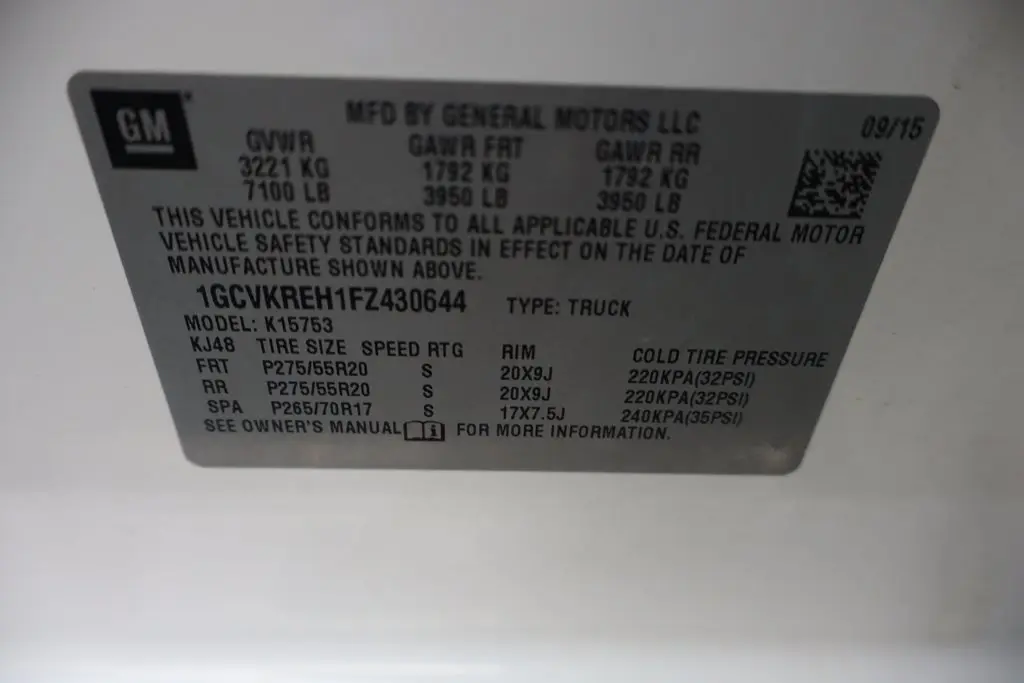 GM
MFD BY GENERAL MOTORS LLC
09/15
GVWR GAWR FRT GAWR RR
3221 KG 1792 KG 1792 KG
7100 LB 3950 LB 3950 LB
THIS VEHICLE CONFORMS TO ALL APPLICABLE U.S. FEDERAL MOTOR
VEHICLE SAFETY STANDARDS IN EFFECT ON THE DATE OF
MANUFACTURE SHOWN ABOVE.
1GCVKREH1FZ430644 TYPE: TRUCK
MODEL: K15753
KJ48 TIRE SIZE SPEED RTG RIM COLD TIRE PRESSURE
FRT P275/55R20 S 20X9J 220KPA(32PSI)
RR P275/55R20 S 20X9J 220KPA(32PSI)
SPA P265/70R17 S 17X7.5J 240KPA(35PSI)
SEE OWNER'S MANUAL FOR MORE INFORMATION.